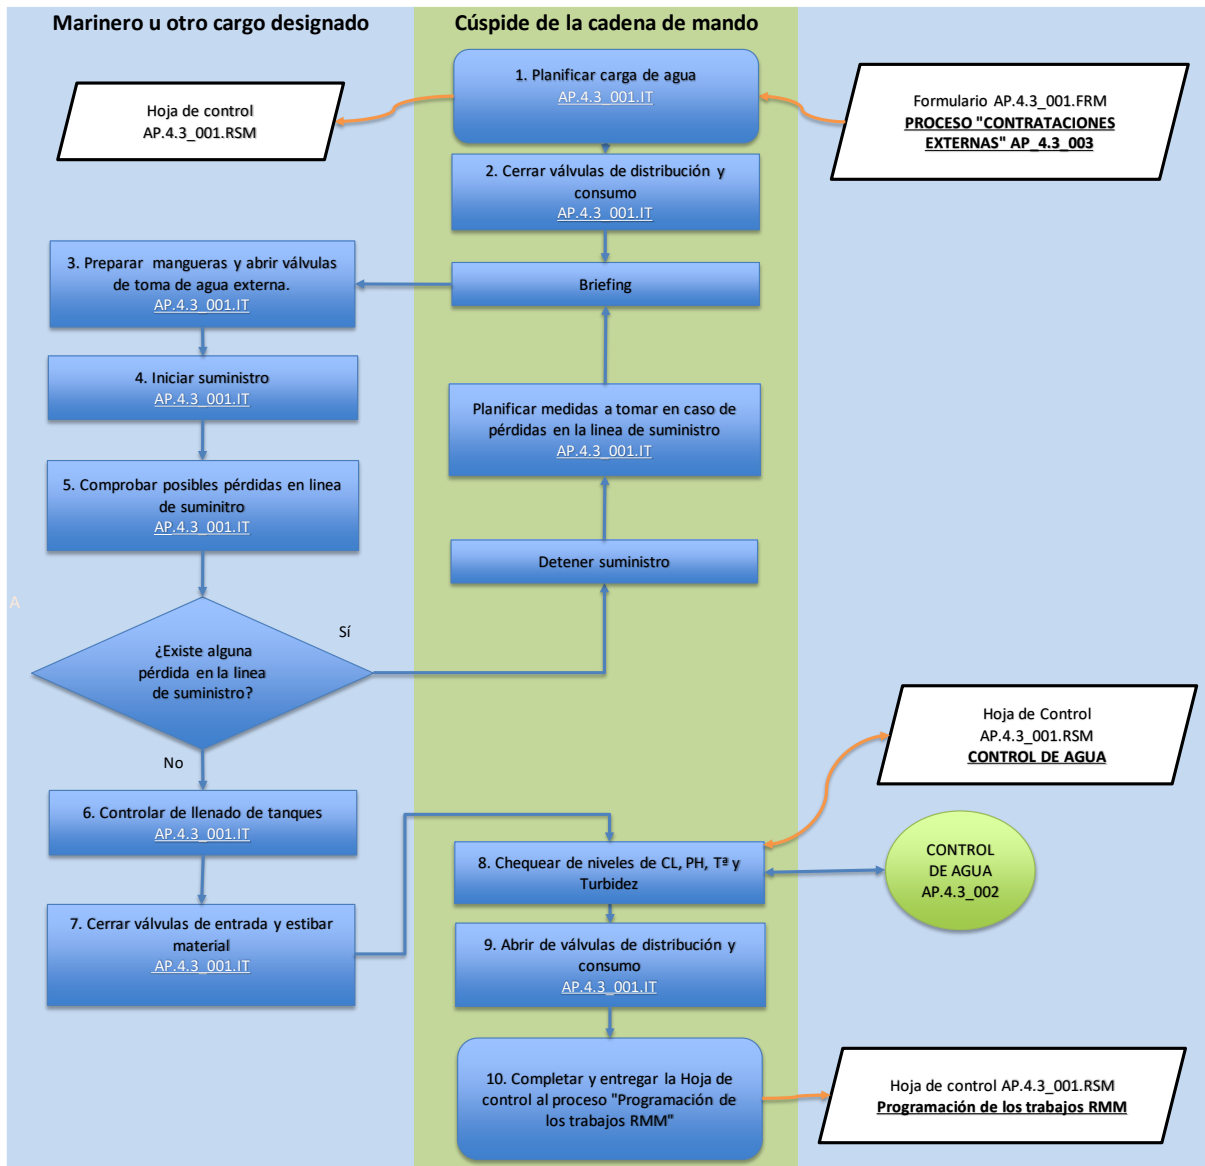 Marinero u otro cargo designado
Cúspide de la cadena de mando
1. Planificar carga de agua
AP.4.3_001.IT
Hoja de control
AP.4.3_001.RSM
Formulario AP.4.3_001.FRM
PROCESO "CONTRATACIONES
EXTERNAS" AP_4.3_003
2. Cerrar válvulas de distribución y
consumo
AP.4.3_001.IT
3. Preparar mangueras y abrir válvulas
de toma de agua externa.
AP.4.3_001.IT
Briefing
4. Iniciar suministro
AP.4.3_001.IT
Planificar medidas a tomar en caso de
pérdidas en la linea de suministro
AP.4.3_001.IT
5. Comprobar posibles pérdidas en linea
de suminitro
AP.4.3_001.IT
Detener suministro
A
Sí
¿Existe alguna
pérdida en la linea
de suministro?
No
Hoja de Control
AP.4.3_001.RSM
CONTROL DE AGUA
6. Controlar de llenado de tanques
AP.4.3_001.IT
8. Chequear de niveles de CL, PH, Tª y
Turbidez
CONTROL
DE AGUA
AP.4.3_002
7. Cerrar válvulas de entrada y estibar
material
AP.4.3_001.IT
9. Abrir de válvulas de distribución y
consumo
AP.4.3_001.IT
10. Completar y entregar la Hoja de
control al proceso "Programación de
los trabajos RMM"
Hoja de control AP.4.3_001.RSM
Programación de los trabajos RMM